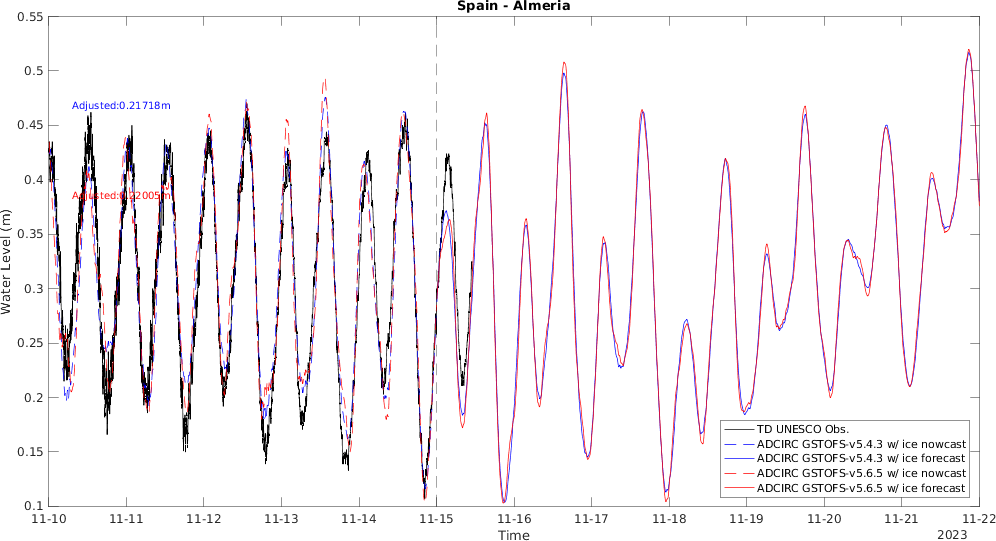 Spain - Almeria
0.55
0.5
0.45
0.4
0.35
0.3
0.25
0.2
0.15
0.1
Water Level (m)
Adjusted:0.21718m
Adjusted:0.22005m
TD UNESCO Obs.
ADCIRC GSTOFS-v5.4.3 w/ ice nowcast
ADCIRC GSTOFS-v5.4.3 w/ ice forecast
ADCIRC GSTOFS-v5.6.5 w/ ice nowcast
ADCIRC GSTOFS-v5.6.5 w/ ice forecast
11-10 11-11 11-12 11-13 11-14 11-15 11-16 11-17 11-18 11-19 11-20 11-21 11-22
Time
2023